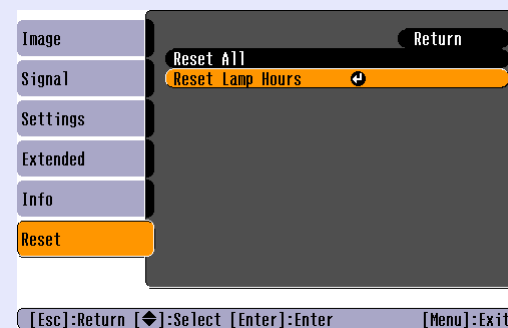 Image
Signal
Settings
Extended
Info
Reset
Return
Reset All
Reset Lamp Hours
[Esc]:Return [◆]:Select [Enter]:Enter [Menu]:Exit